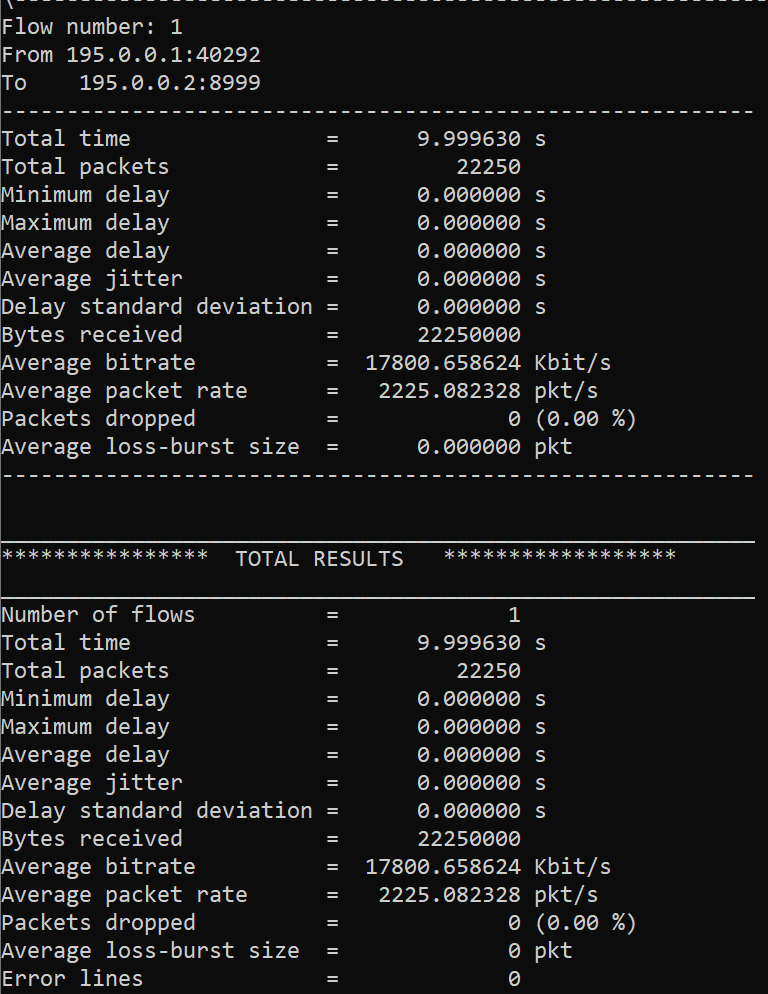 \----------------------------------------------------------
Flow number: 1
From 195.0.0.1:40292
To    195.0.0.2:8999
----------------------------------------------------------
Total time               =      9.999630 s
Total packets            =         22250
Minimum delay            =      0.000000 s
Maximum delay            =      0.000000 s
Average delay            =      0.000000 s
Average jitter           =      0.000000 s
Delay standard deviation =      0.000000 s
Bytes received           =      22250000
Average bitrate          =  17800.658624 Kbit/s
Average packet rate      =   2225.082328 pkt/s
Packets dropped          =             0 (0.00 %)
Average loss-burst size  =      0.000000 pkt
----------------------------------------------------------
__________________________________________________________
****************  TOTAL RESULTS   ******************
__________________________________________________________
Number of flows          =             1
Total time               =      9.999630 s
Total packets            =         22250
Minimum delay            =      0.000000 s
Maximum delay            =      0.000000 s
Average delay            =      0.000000 s
Average jitter           =      0.000000 s
Delay standard deviation =      0.000000 s
Bytes received           =      22250000
Average bitrate          =  17800.658624 Kbit/s
Average packet rate      =   2225.082328 pkt/s
Packets dropped          =             0 (0.00 %)
Average loss-burst size  =             0 pkt
Error lines              =             0